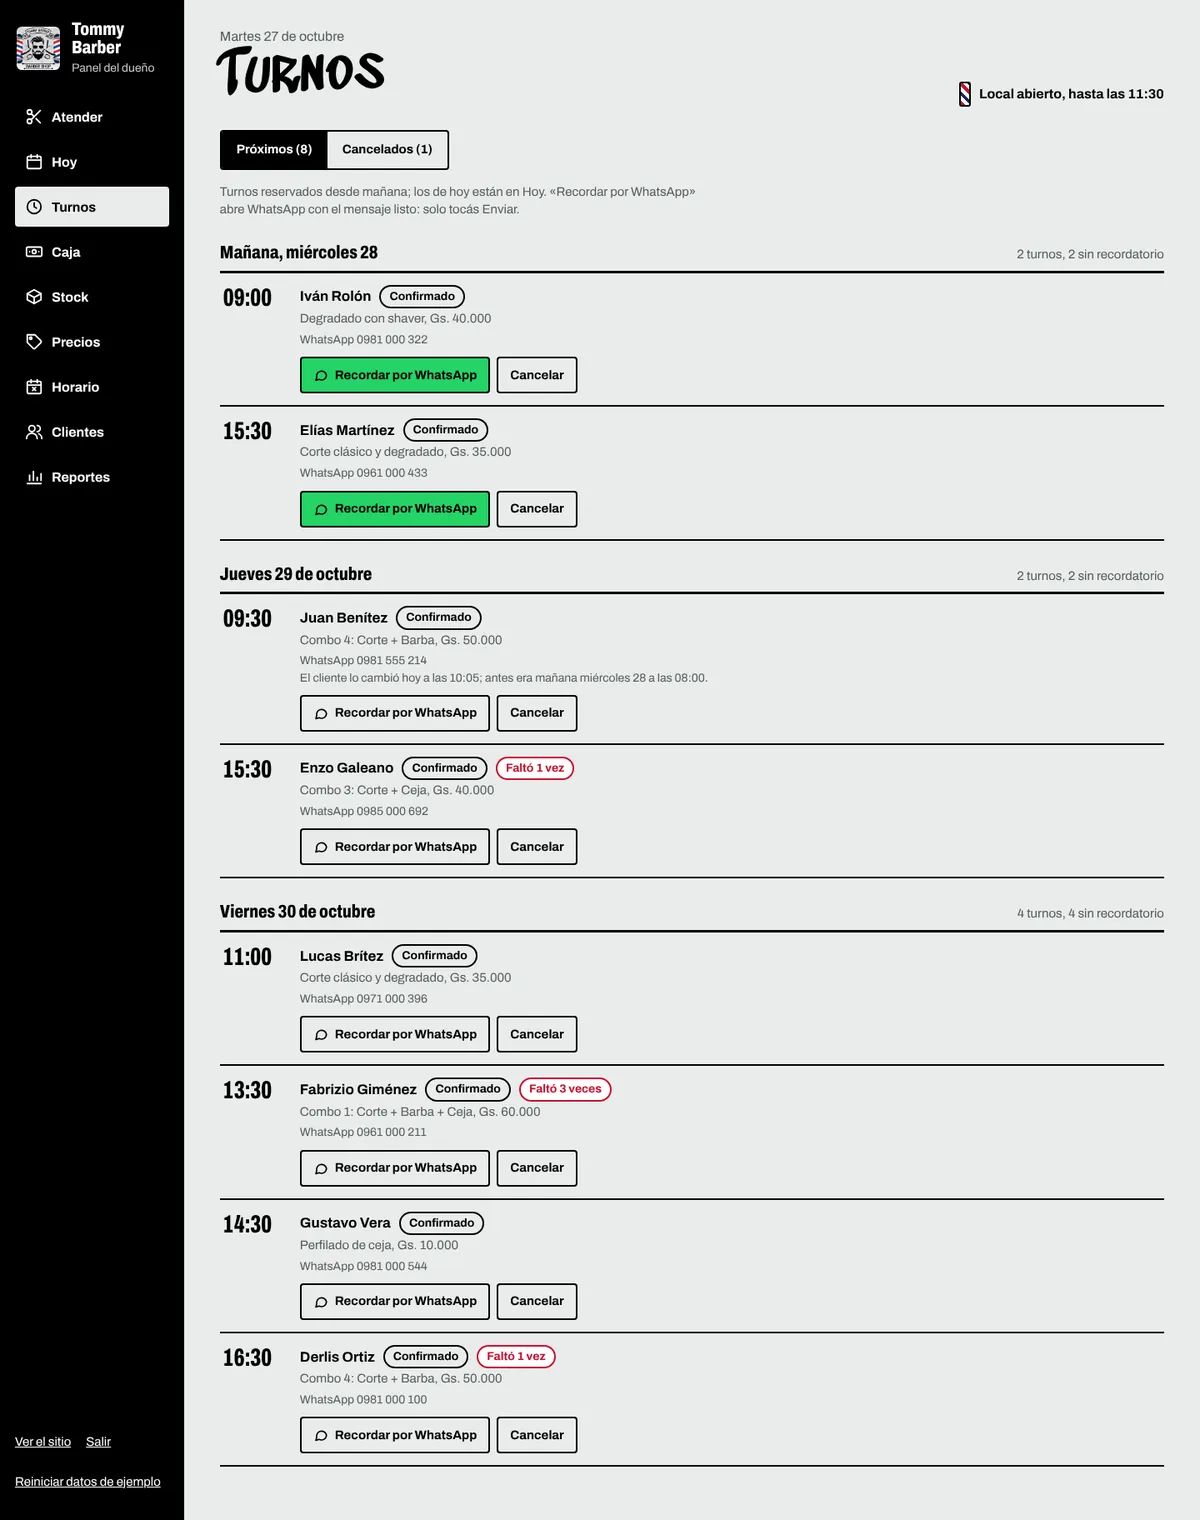 Tommy
Barber
Panel del dueño
Atender
Hoy
Turnos
Caja
Stock
Precios
Horario
Clientes
Reportes
Ver el sitio Salir
Reiniciar datos de ejemplo
Martes 27 de octubre
TURNOS
Local abierto, hasta las 11:30
Próximos (8) Cancelados (1)
Turnos reservados desde mañana; los de hoy están en Hoy. «Recordar por WhatsApp»
abre WhatsApp con el mensaje listo: solo tocás Enviar.
Mañana, miércoles 28 2 turnos, 2 sin recordatorio
09:00 Iván Rolón Confirmado
Degradado con shaver, Gs. 40.000
WhatsApp 0981 000 322
Recordar por WhatsApp Cancelar
15:30 Elías Martínez Confirmado
Corte clásico y degradado, Gs. 35.000
WhatsApp 0961 000 433
Recordar por WhatsApp Cancelar
Jueves 29 de octubre 2 turnos, 2 sin recordatorio
09:30 Juan Benítez Confirmado
Combo 4: Corte + Barba, Gs. 50.000
WhatsApp 0981 555 214
El cliente lo cambió hoy a las 10:05; antes era mañana miércoles 28 a las 08:00.
Recordar por WhatsApp Cancelar
15:30 Enzo Galeano Confirmado Faltó 1 vez
Combo 3: Corte + Ceja, Gs. 40.000
WhatsApp 0985 000 692
Recordar por WhatsApp Cancelar
Viernes 30 de octubre 4 turnos, 4 sin recordatorio
11:00 Lucas Brítez Confirmado
Corte clásico y degradado, Gs. 35.000
WhatsApp 0971 000 396
Recordar por WhatsApp Cancelar
13:30 Fabrizio Giménez Confirmado Faltó 3 veces
Combo 1: Corte + Barba + Ceja, Gs. 60.000
WhatsApp 0961 000 211
Recordar por WhatsApp Cancelar
14:30 Gustavo Vera Confirmado
Perfilado de ceja, Gs. 10.000
WhatsApp 0981 000 544
Recordar por WhatsApp Cancelar
16:30 Derlis Ortiz Confirmado Faltó 1 vez
Combo 4: Corte + Barba, Gs. 50.000
WhatsApp 0981 000 100
Recordar por WhatsApp Cancelar